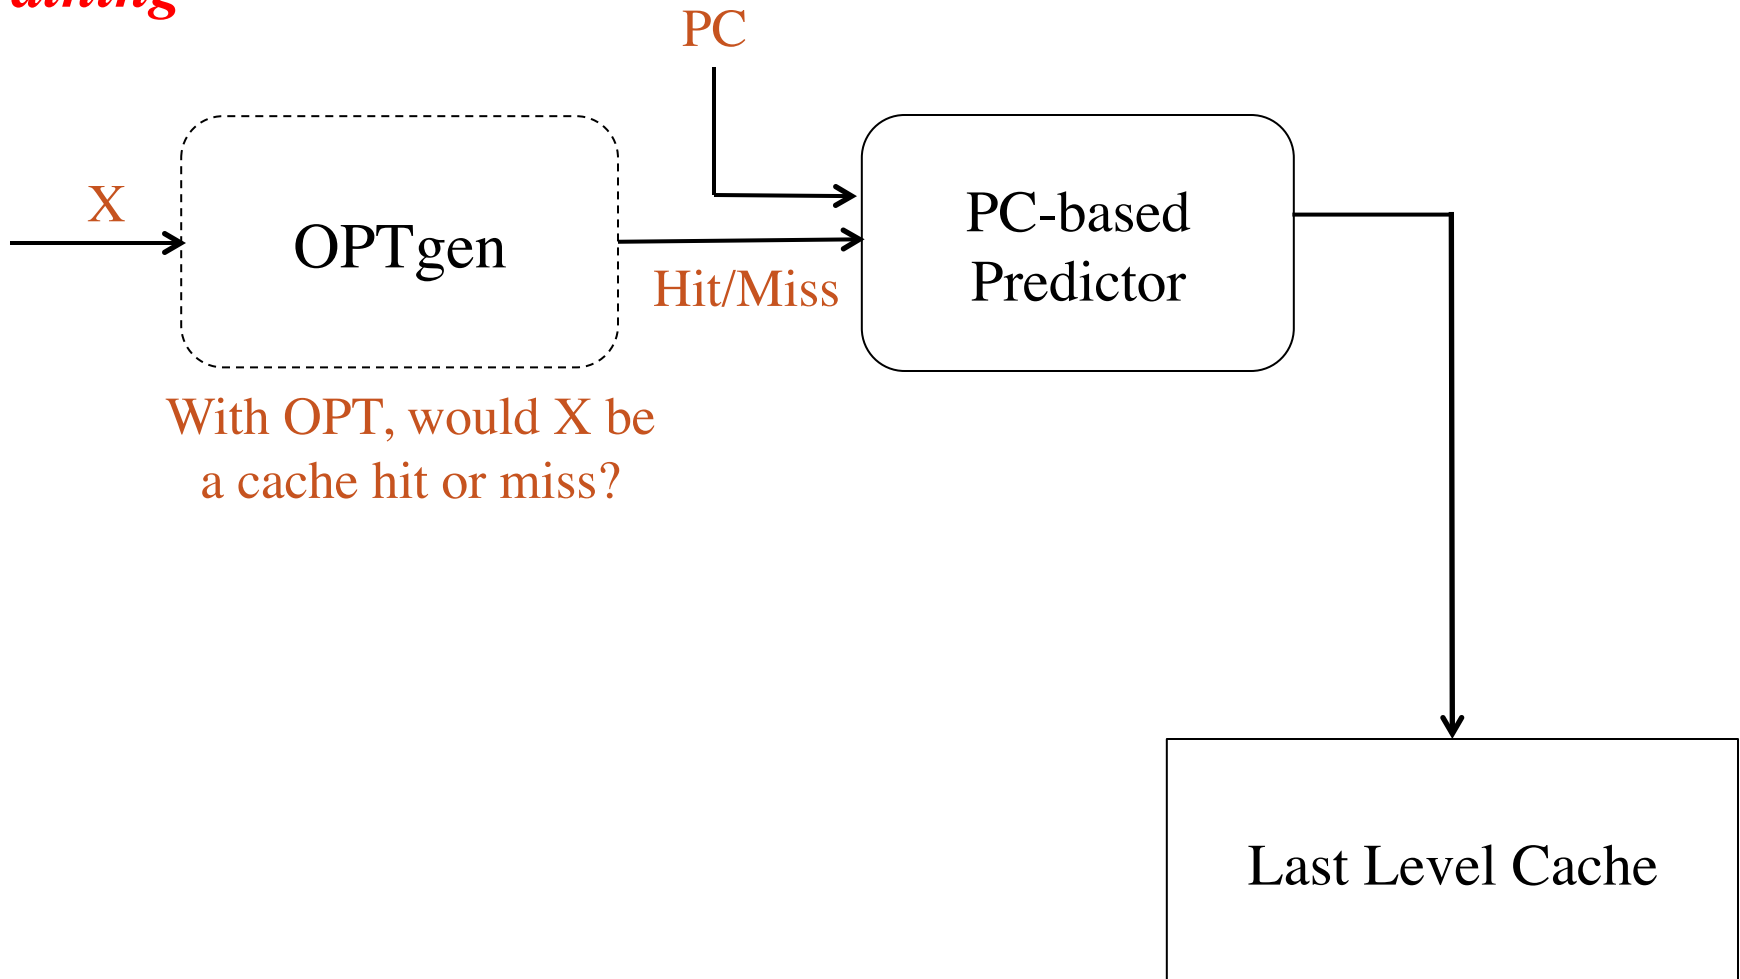 PC
X
OPTgen
Hit/Miss
PC-based
Predictor
With OPT, would X be
a cache hit or miss?
Last Level Cache